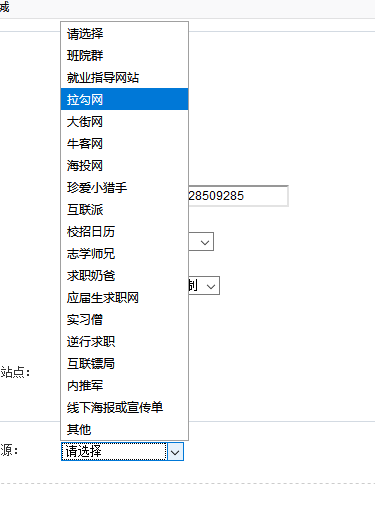 域
请选择
班院群
就业指导网站
拉勾网
大街网
牛客网
海投网
珍爱小猎手
28509285
互联派
校招日历
志学师兄
求职奶爸
制
应届生求职网
实习僧
逆行求职
互联镖局
站点：
内推军
线下海报或宣传单
其他
源： 请选择